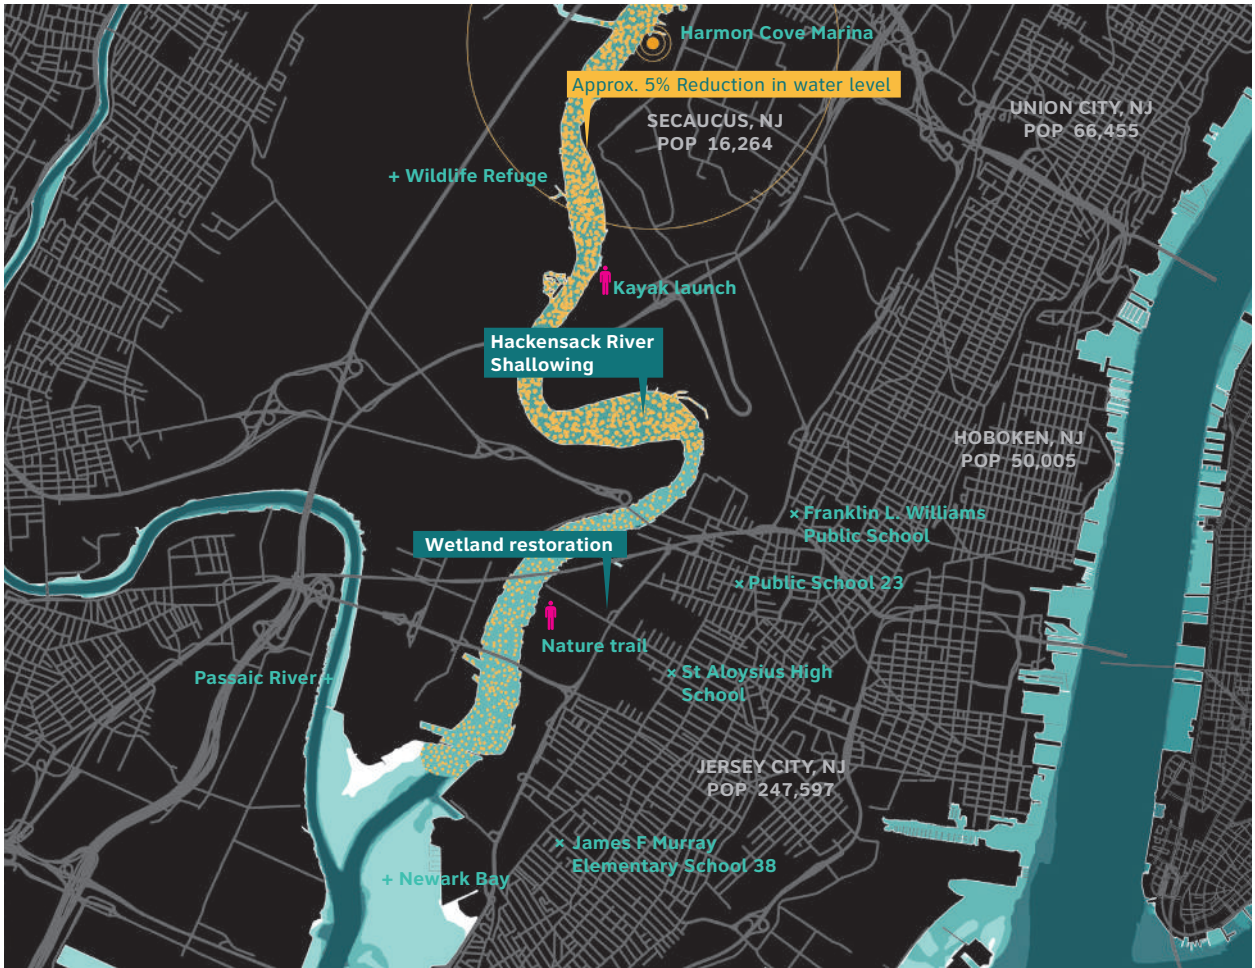 Harmon Cove Marina
Approx. 5% Reduction in water level
UNION CITY, NJ
POP 66,455
SECAUCUS, NJ
POP 16,264
+ Wildlife Refuge
Kayak launch
Hackensack River
Shallowing
HOBOKEN, NJ
POP 50,005
× Franklin L. Williams
Public School
Wetland restoration
× Public School 23
Nature trail
× St Aloysius High
School
Passaic River +
JERSEY CITY, NJ
POP 247,597
× James F Murray
Elementary School 38
+ Newark Bay